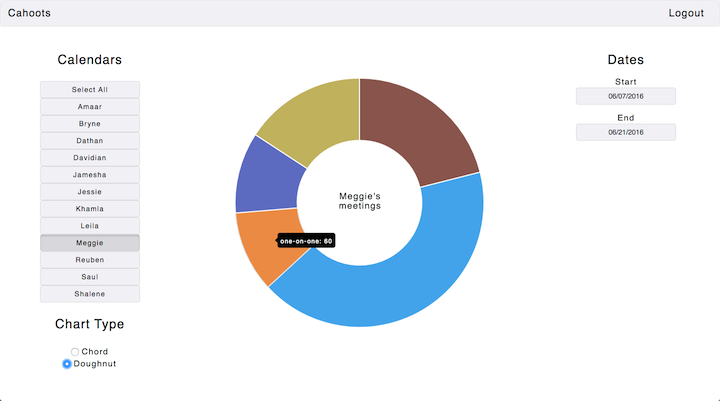 Cahoots
Logout
Calendars
Select All
Amaar
Bryne
Dathan
Davidian
Jamesha
Jessie
Khamla
Leila
Meggie
Reuben
Saul
Shalene
Chart Type
Chord
Doughnut
Meggie's
meetings
one-on-one: 60
Dates
Start
06/07/2016
End
06/21/2016